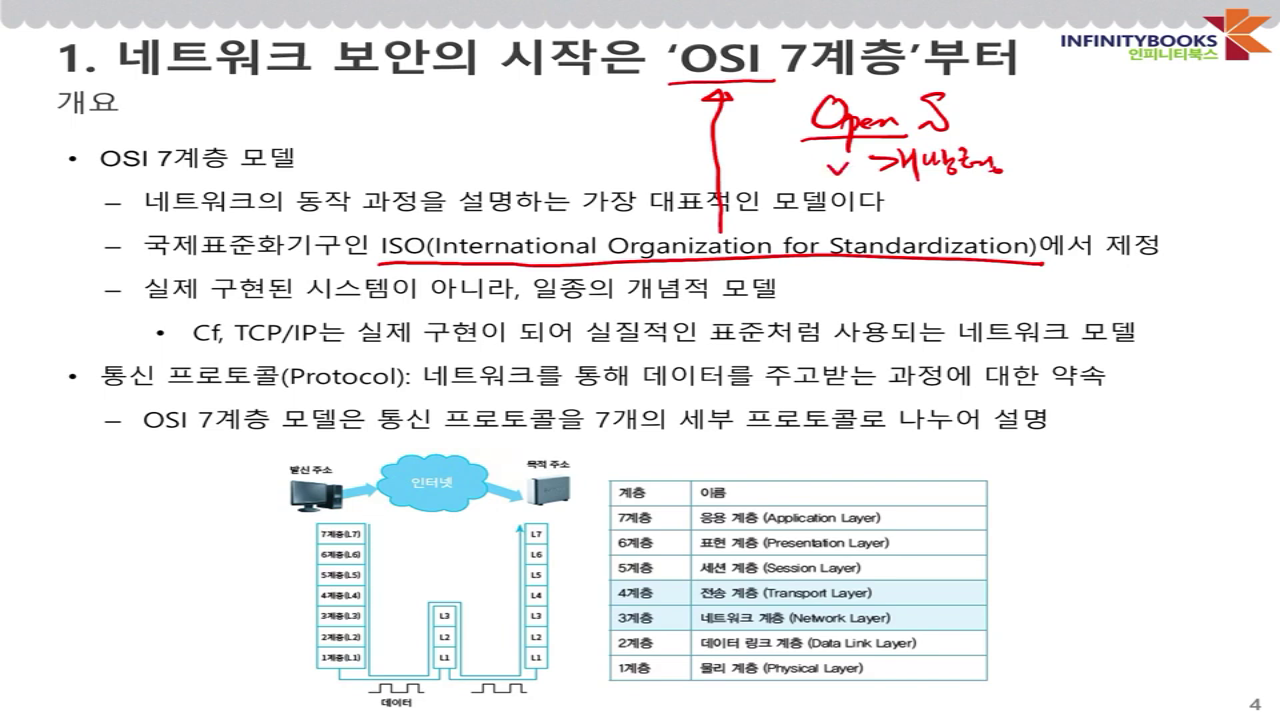 1. 네트워크 보안의 시작은 ‘OSI 7계층’부터
INFINITYBOOKS
인피니티북스
개요
Open S
개방형
• OSI 7계층 모델
– 네트워크의 동작 과정을 설명하는 가장 대표적인 모델이다
– 국제표준화기구인 ISO(International Organization for Standardization)에서 제정
– 실제 구현된 시스템이 아니라, 일종의 개념적 모델
• Cf, TCP/IP는 실제 구현이 되어 실질적인 표준처럼 사용되는 네트워크 모델
• 통신 프로토콜(Protocol): 네트워크를 통해 데이터를 주고받는 과정에 대한 약속
– OSI 7계층 모델은 통신 프로토콜을 7개의 세부 프로토콜로 나누어 설명
발신 주소
인터넷
목적 주소
7계층(L7)
6계층(L6)
5계층(L5)
4계층(L4)
3계층(L3)
2계층(L2)
1계층(L1)
L3
L2
L1
L7
L6
L5
L4
L3
L2
L1
데이터
계층 이름
7계층 응용 계층 (Application Layer)
6계층 표현 계층 (Presentation Layer)
5계층 세션 계층 (Session Layer)
4계층 전송 계층 (Transport Layer)
3계층 네트워크 계층 (Network Layer)
2계층 데이터 링크 계층 (Data Link Layer)
1계층 물리 계층 (Physical Layer)
4